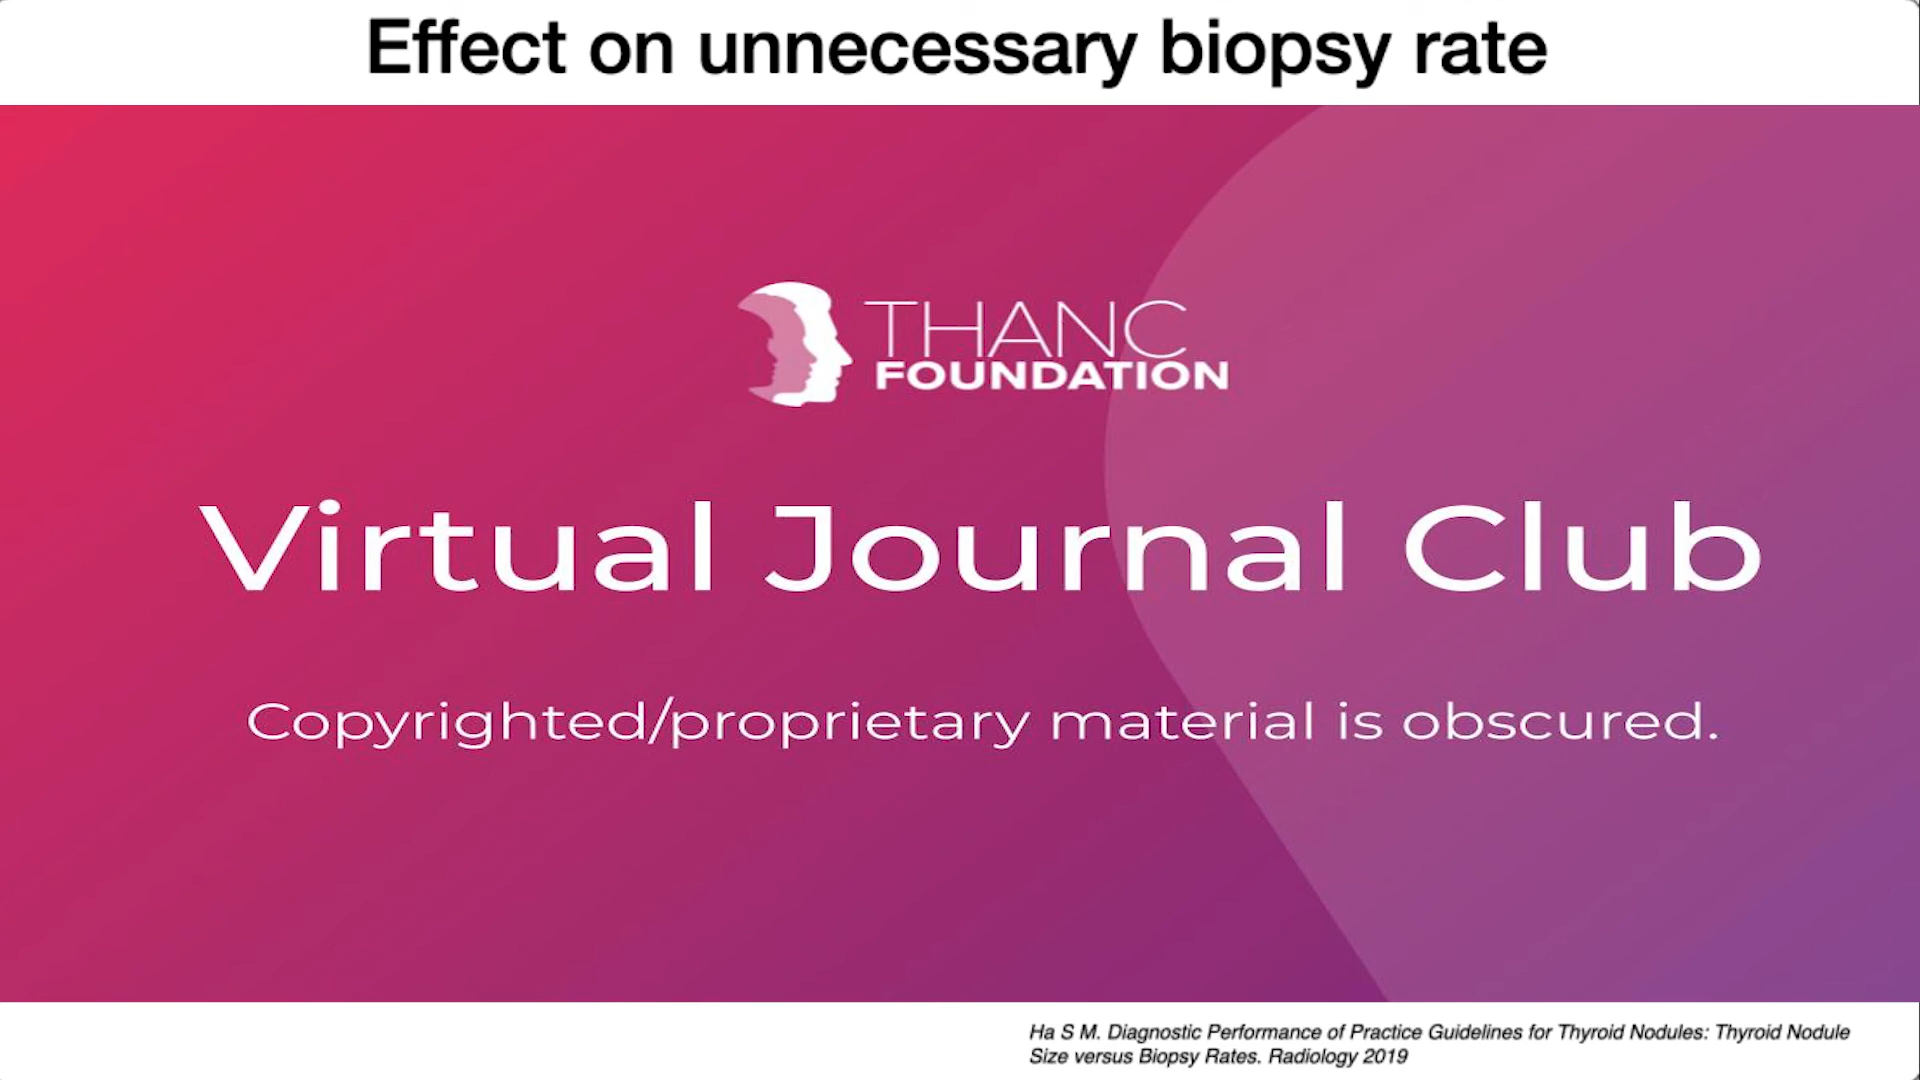 Effect on unnecessary biopsy rate
THANC
FOUNDATION
Virtual Journal Club
Copyrighted/proprietary material is obscured.
Ha S M. Diagnostic Performance of Practice Guidelines for Thyroid Nodules: Thyroid Nodule
Size versus Biopsy Rates. Radiology 2019